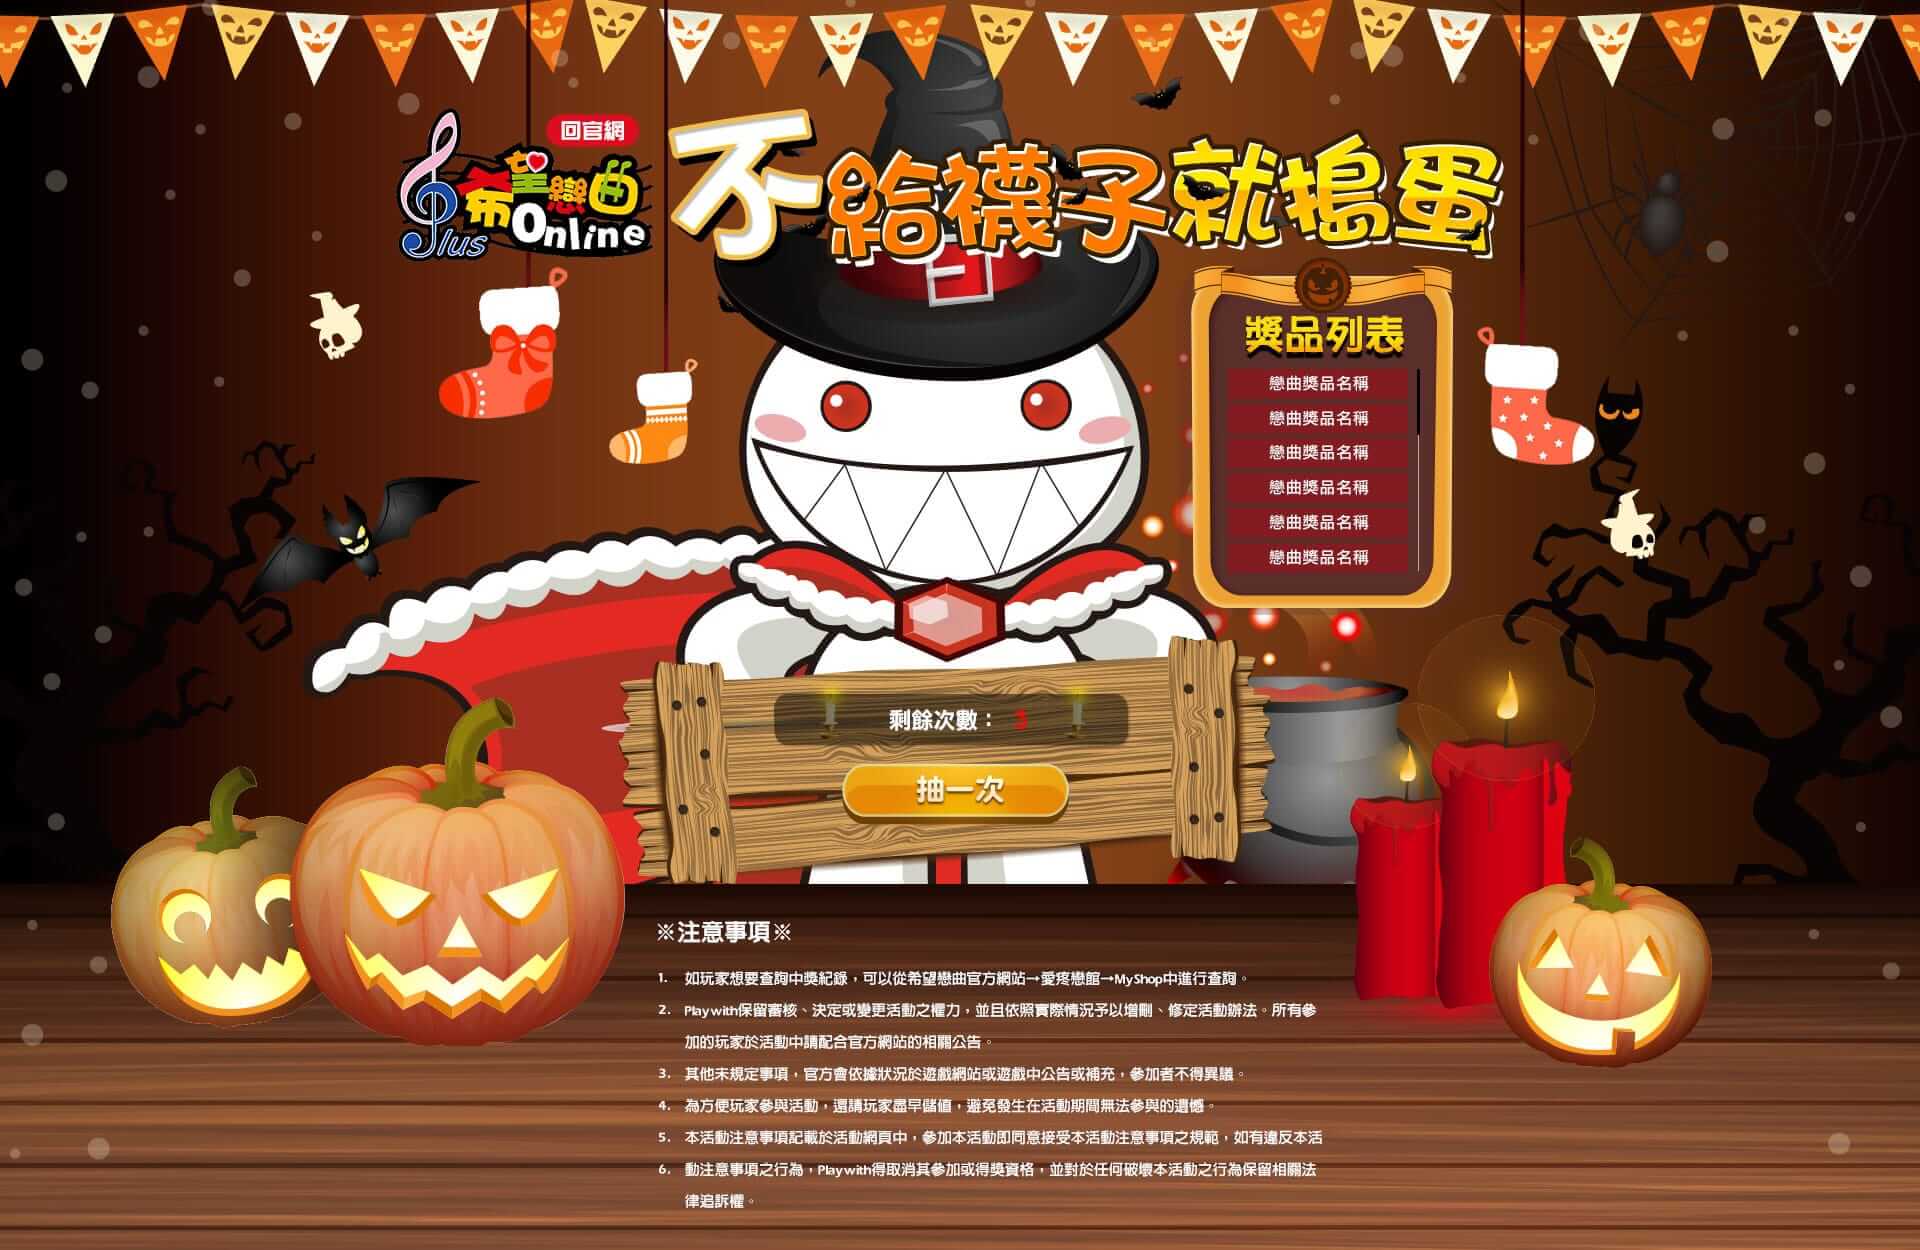 回官網
希望戀曲
Online
Plus
不給襪子就搗蛋
獎品列表
戀曲獎品名稱
戀曲獎品名稱
戀曲獎品名稱
戀曲獎品名稱
戀曲獎品名稱
戀曲獎品名稱
剩餘次數： 3
抽一次
※注意事項※
1. 如玩家想要查詢中獎紀錄，可以從希望戀曲官方網站→愛疼戀館→MyShop中進行查詢。
2. Playwith保留審核、決定或變更活動之權力，並且依照實際情況予以增刪、修定活動辦法。所有參
加的玩家於活動中請配合官方網站的相關公告。
3. 其他未規定事項，官方會依據狀況於遊戲網站或遊戲中公告或補充，參加者不得異議。
4. 為方便玩家參與活動，還請玩家盡早儲值，避免發生在活動期間無法參與的遺憾。
5. 本活動注意事項記載於活動網頁中，參加本活動即同意接受本活動注意事項之規範，如有違反本活
6. 動注意事項之行為，Playwith得取消其參加或得獎資格，並對於任何破壞本活動之行為保留相關法
律追訴權。